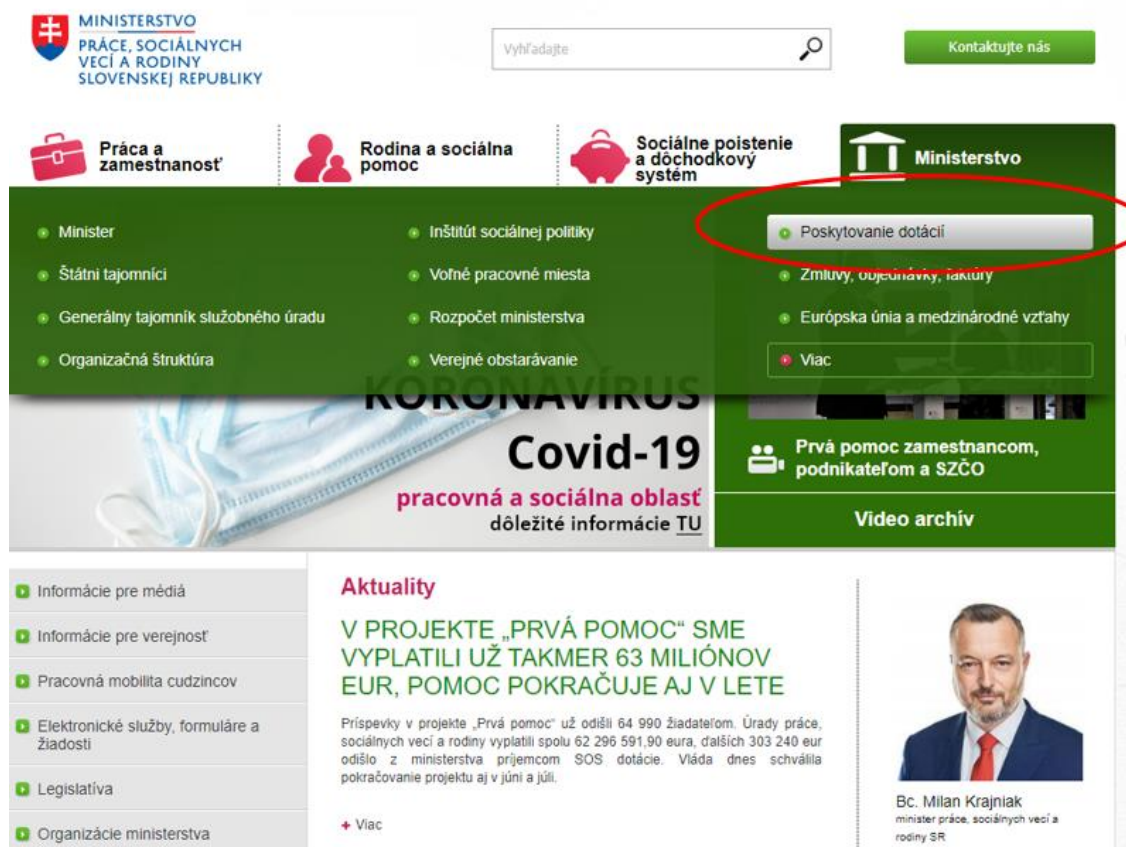 MINISTERSTVO
PRÁCE, SOCIÁLNYCH
VECÍ A RODINY
SLOVENSKEJ REPUBLIKY
Vyhľadajte
Kontaktujte nás
Práca a
zamestnanosť
Rodina a sociálna
pomoc
Sociálne poistenie
a dôchodkový
systém
Ministerstvo
Minister
Inštitút sociálnej politiky
Poskytovanie dotácií
Štátni tajomníci
Voľné pracovné miesta
Zmluvy, objednávky, faktúry
Generálny tajomník služobného úradu
Rozpočet ministerstva
Európska únia a medzinárodné vzťahy
Organizačná štruktúra
Verejné obstarávanie
Viac
KORONAVÍRUS
Covid-19
pracovná a sociálna oblasť
dôležité informácie TU
Prvá pomoc zamestnancom,
podnikateľom a SZČO
Video archív
Informácie pre médiá
Informácie pre verejnosť
Pracovná mobilita cudzincov
Elektronické služby, formuláre a
žiadosti
Legislatíva
Organizácie ministerstva
Aktuality
V PROJEKTE „PRVÁ POMOC“ SME
VYPLATILI UŽ TAKMER 63 MILIÓNOV
EUR, POMOC POKRAČUJE AJ V LETE
Príspevky v projekte „Prvá pomoc“ už odišli 64 990 žiadateľom. Úrady práce,
sociálnych vecí a rodiny vyplatili spolu 62 296 591,90 eura, ďalších 303 240 eur
odišlo z ministerstva príjemcom SOS dotácie. Vláda dnes schválila
pokračovanie projektu aj v júni a júli.
+ Viac
Bc. Milan Krajniak
minister práce, sociálnych vecí a
rodiny SR